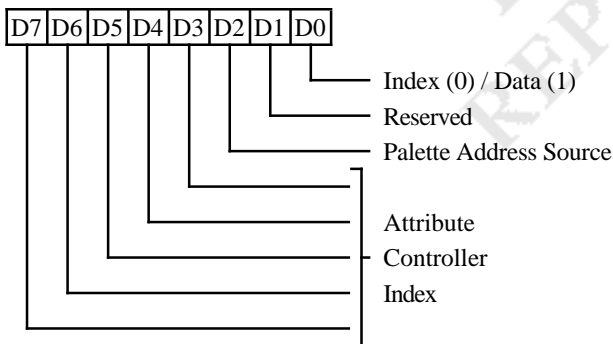 D7 D6 D5 D4 D3 D2 D1 D0
Index (0) / Data (1)
Reserved
Palette Address Source
Attribute
Controller
Index